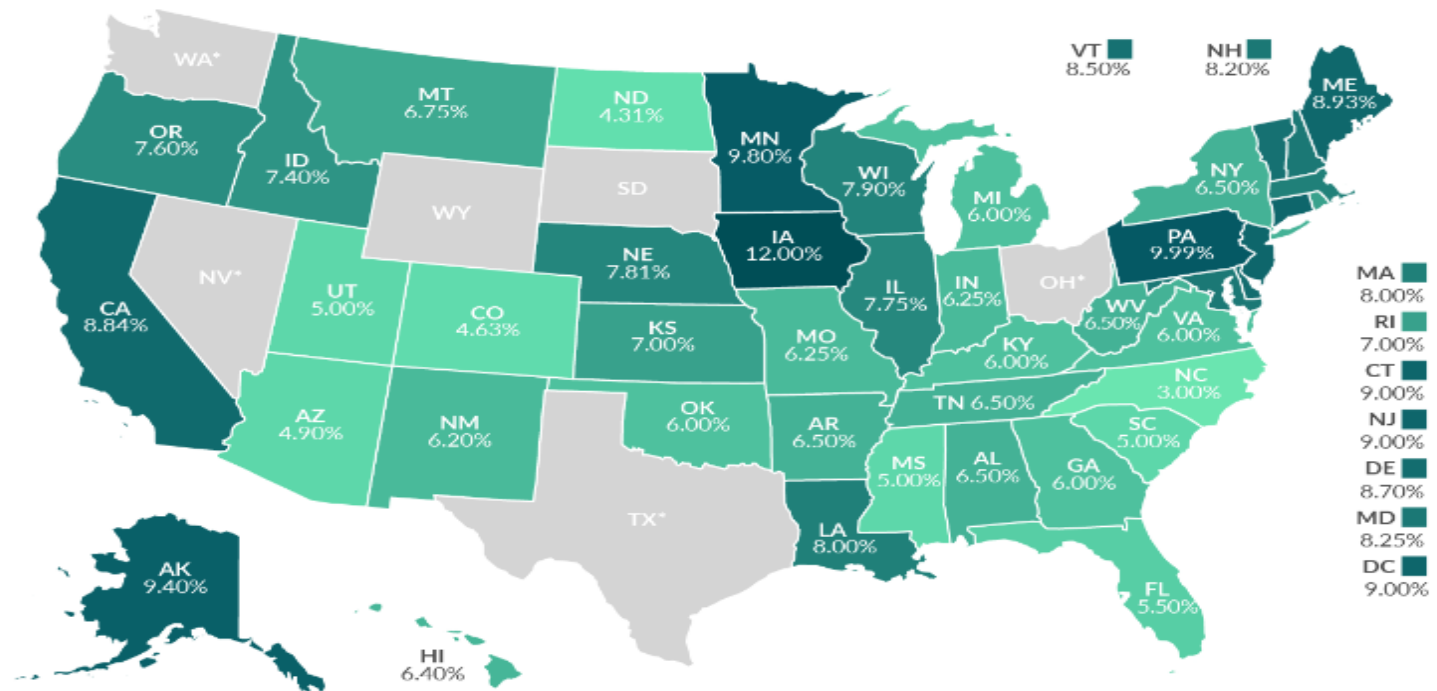 VT
8.50%
NH
8.20%
WA*
MT
6.75%
ND
4.31%
ME
8.93%
OR
7.60%
ID
7.40%
MN
9.80%
WI
7.90%
NY
6.50%
SD
WY
MI
6.00%
IA
12.00%
PA
9.99%
NV*
NE
7.81%
OH*
UT
5.00%
CO
4.63%
IL
7.75%
IN
6.25%
MA
8.00%
CA
8.84%
KS
7.00%
MO
6.25%
WV
6.50%
VA
6.00%
RI
7.00%
KY
6.00%
CT
9.00%
NC
3.00%
TN 6.50%
AZ
4.90%
NM
6.20%
OK
6.00%
AR
6.50%
SC
5.00%
NJ
9.00%
MS
5.00%
AL
6.50%
GA
6.00%
DE
8.70%
TX*
LA
8.00%
MD
8.25%
AK
9.40%
DC
9.00%
FL
5.50%
HI
6.40%